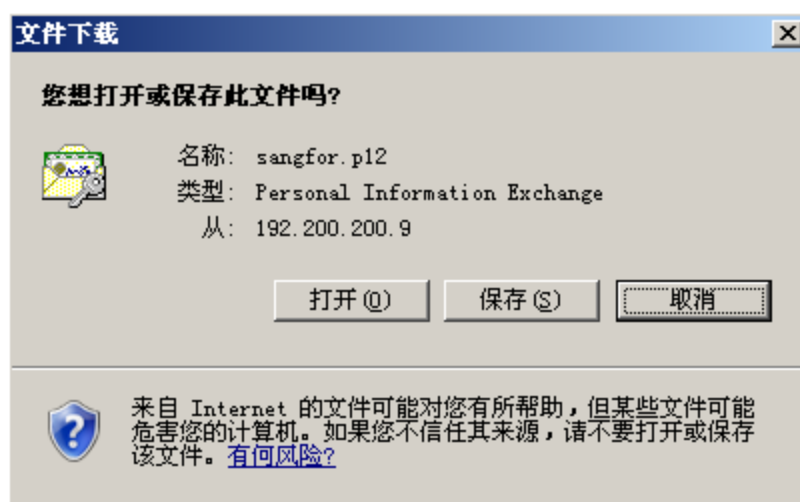 文件下载
您想打开或保存此文件吗?
名称: sangfor.p12
类型: Personal Information Exchange
从: 192.200.200.9
打开(O) 保存(S) 取消
来自 Internet 的文件可能对您有所帮助,但某些文件可能
危害您的计算机。如果您不信任其来源,请不要打开或保存
该文件。有何风险?